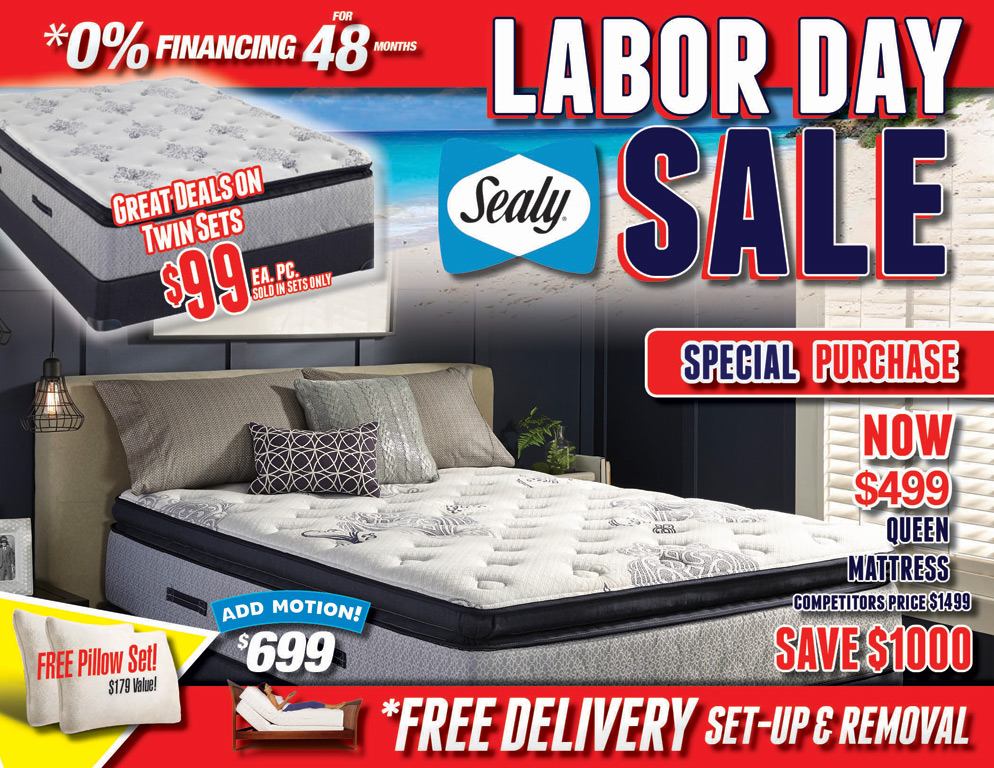 *0% FINANCING FOR 48 MONTHS
LABOR DAY
SALE
Sealy®
GREAT DEALS ON
TWIN SETS
$99 EA. PC.
SOLD IN SETS ONLY
SPECIAL PURCHASE
NOW
$499
QUEEN
MATTRESS
COMPETITORS PRICE $1499
SAVE $1000
ADD MOTION!
$699
FREE Pillow Set!
$179 Value!
*FREE DELIVERY SET-UP & REMOVAL